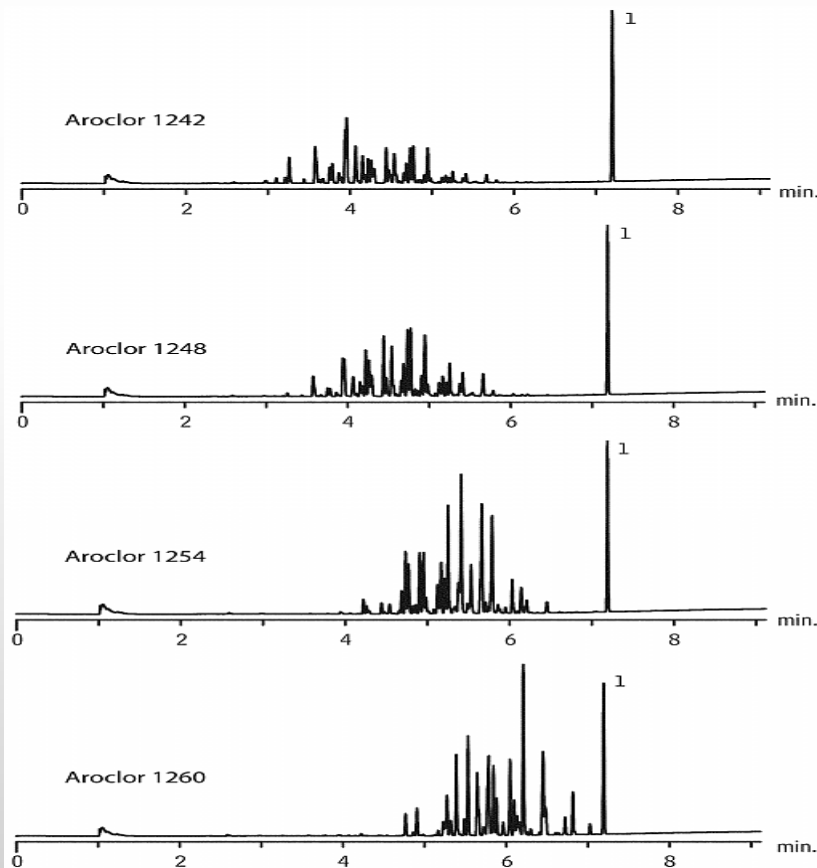 1
Aroclor 1242
0 2 4 6 8 min.
1
Aroclor 1248
0 2 4 6 8 min.
1
Aroclor 1254
0 2 4 6 8 min.
1
Aroclor 1260
0 2 4 6 8 min.